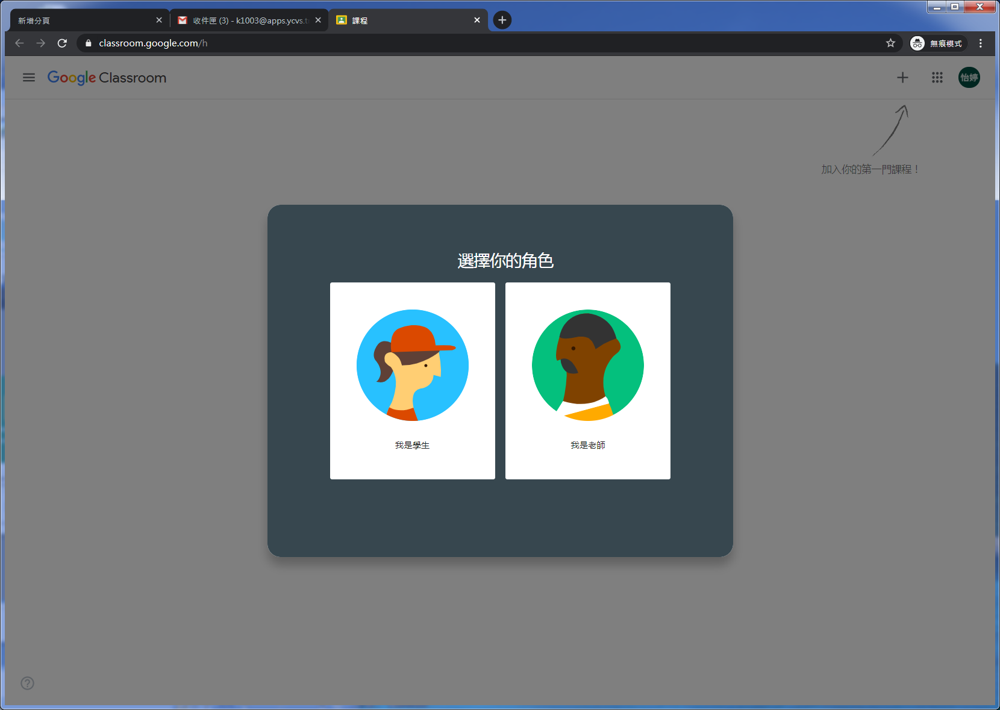 新增分頁
收件匣 (3) - k1003@apps.ycvs.t
課程
classroom.google.com/h
無痕模式
Google Classroom
怡婷
加入你的第一門課程！
選擇你的角色
我是學生
我是老師